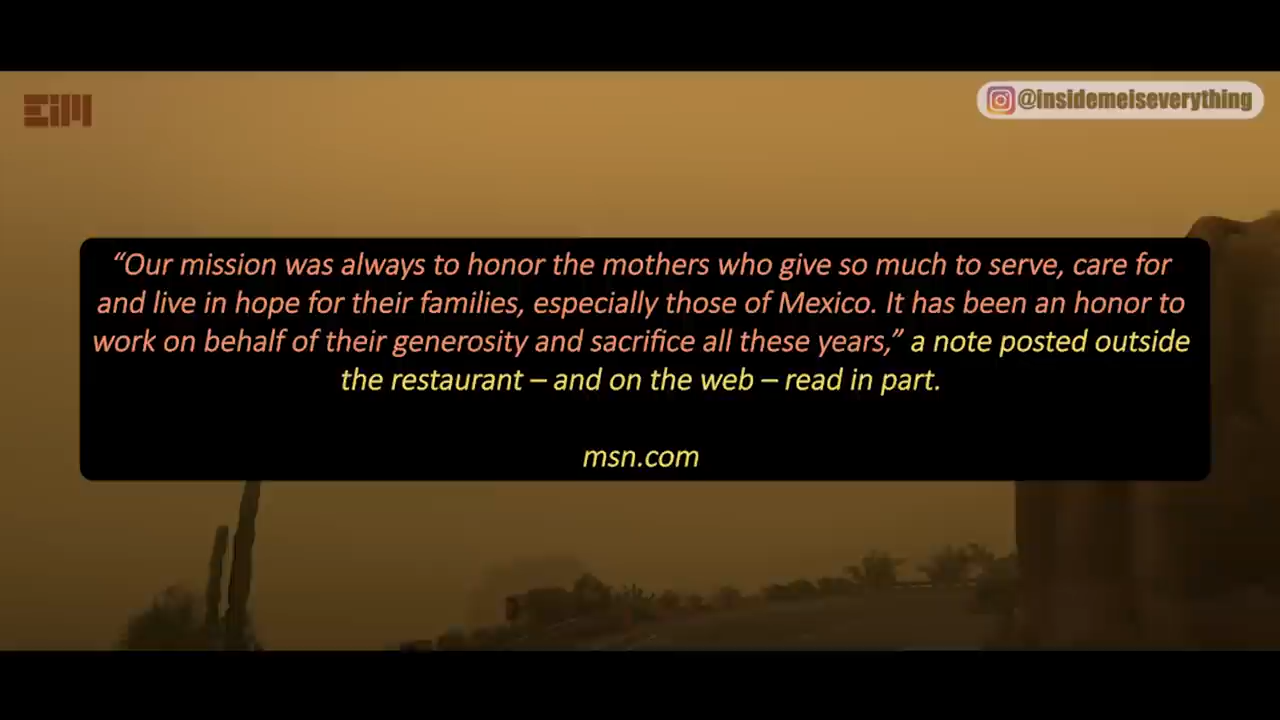 EiM
@insidemeiseverything
“Our mission was always to honor the mothers who give so much to serve, care for
and live in hope for their families, especially those of Mexico. It has been an honor to
work on behalf of their generosity and sacrifice all these years,” a note posted outside
the restaurant – and on the web – read in part.
msn.com